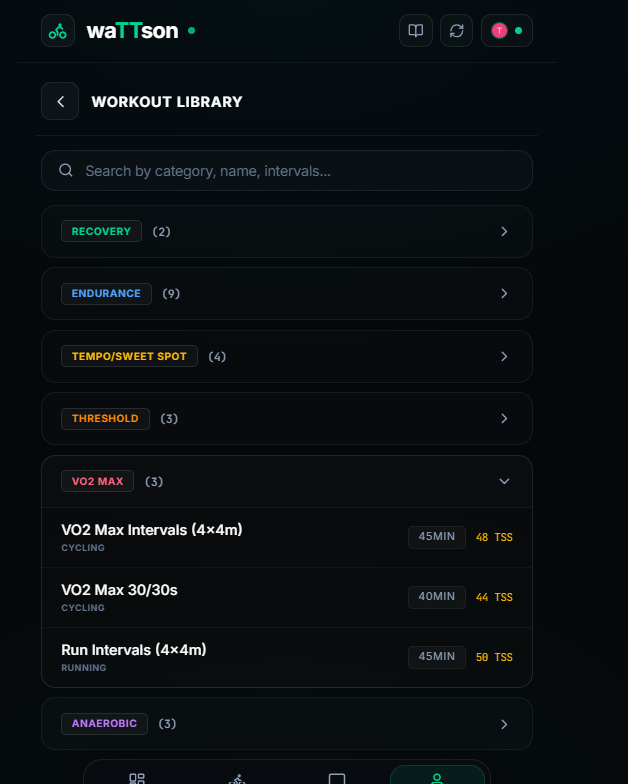 waTTson
T
WORKOUT LIBRARY
Search by category, name, intervals...
RECOVERY (2)
ENDURANCE (9)
TEMPO/SWEET SPOT (4)
THRESHOLD (3)
VO2 MAX (3)
VO2 Max Intervals (4×4m) 45MIN 48 TSS
CYCLING
VO2 Max 30/30s 40MIN 44 TSS
CYCLING
Run Intervals (4×4m) 45MIN 50 TSS
RUNNING
ANAEROBIC (3)